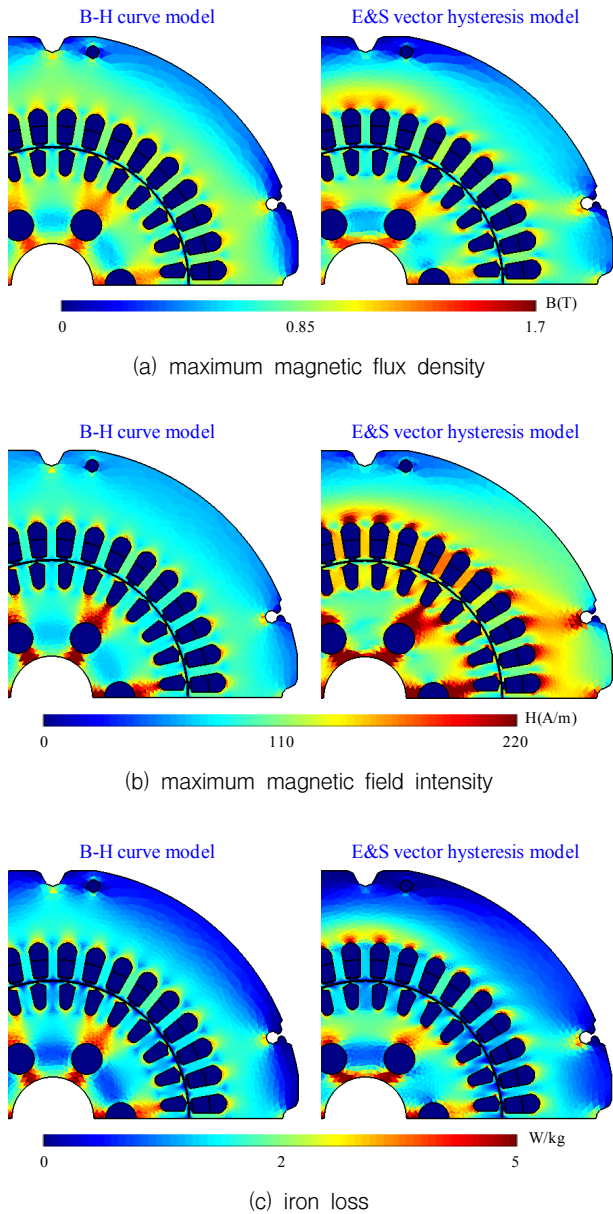 B-H curve model
E&S vector hysteresis model
B(T)
0
0.85
1.7
(a) maximum magnetic flux density
B-H curve model
E&S vector hysteresis model
H(A/m)
0
110
220
(b) maximum magnetic field intensity
B-H curve model
E&S vector hysteresis model
W/kg
0
2
5
(c) iron loss